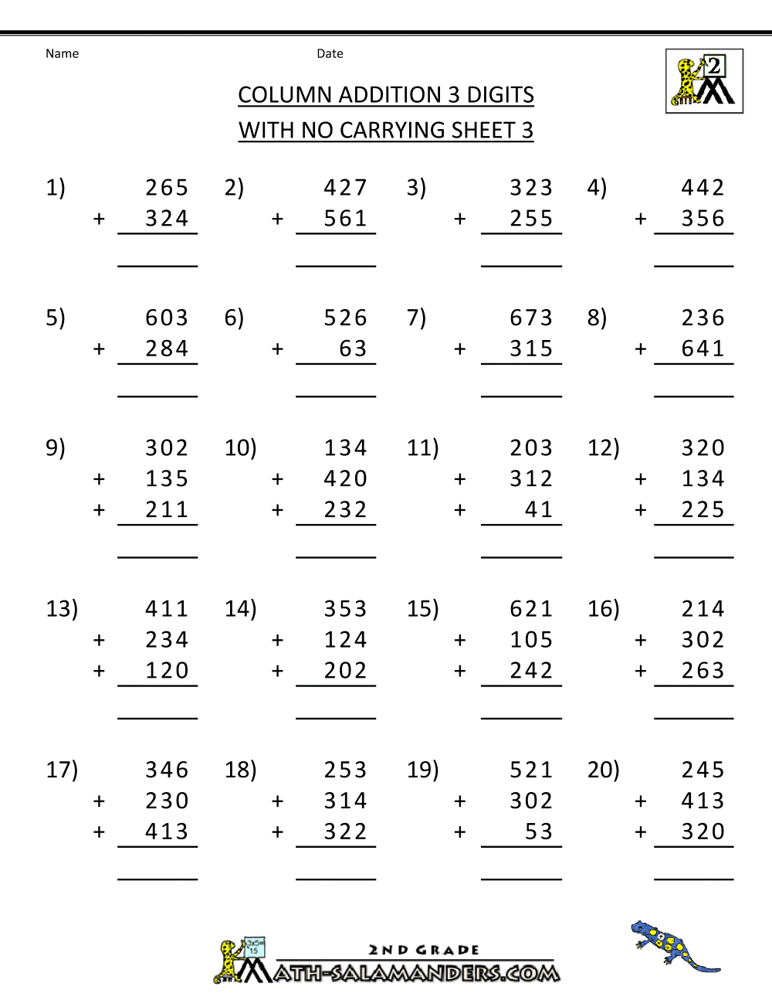 Name Date
2
COLUMN ADDITION 3 DIGITS
WITH NO CARRYING SHEET 3
1) 265 2) 427 3) 323 4) 442
+ 324 + 561 + 255 + 356
5) 603 6) 526 7) 673 8) 236
+ 284 + 63 + 315 + 641
9) 302 10) 134 11) 203 12) 320
+ 135 + 420 + 312 + 134
+ 211 + 232 + 41 + 225
13) 411 14) 353 15) 621 16) 214
+ 234 + 124 + 105 + 302
+ 120 + 202 + 242 + 263
17) 346 18) 253 19) 521 20) 245
+ 230 + 314 + 302 + 413
+ 413 + 322 + 53 + 320
3x5=
15
2ND GRADE
MATH-SALAMANDERS.COM